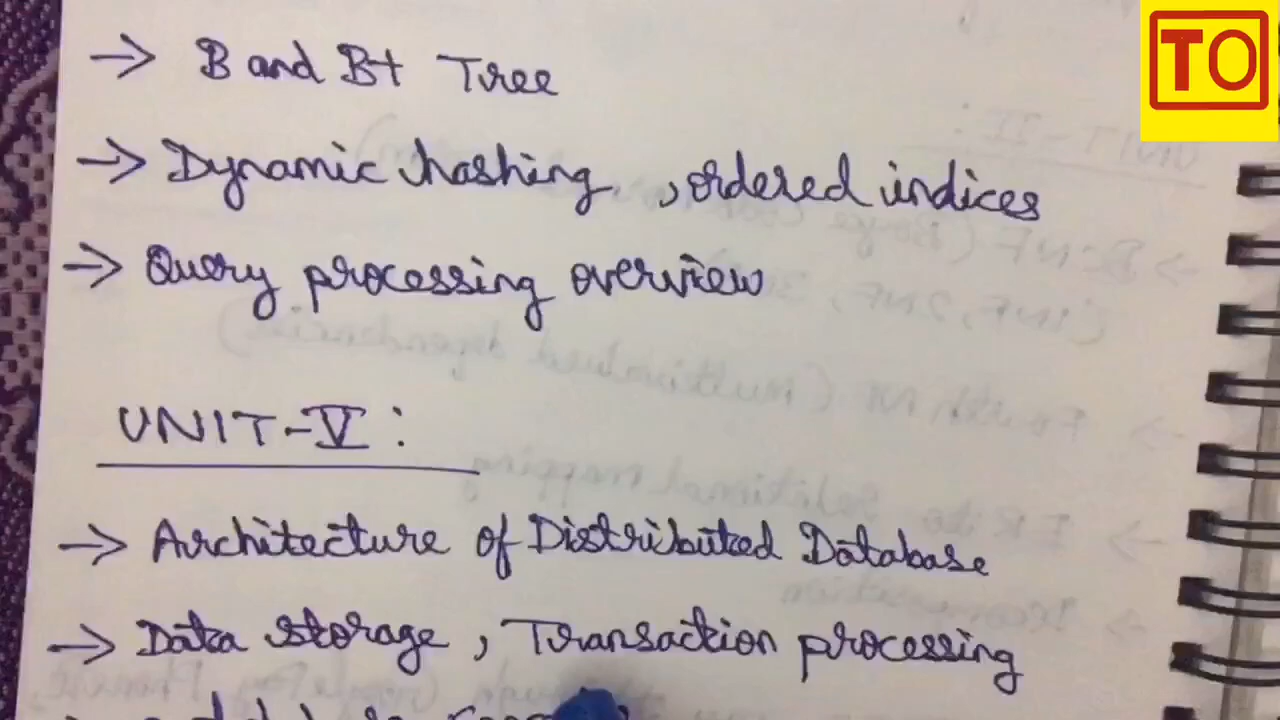 TO
→ B and B+ Tree
→ Dynamic hashing, ordered indices
→ Query processing overview
UNIT-V:
→ Architecture of Distributed Database
→ Data storage, Transaction processing